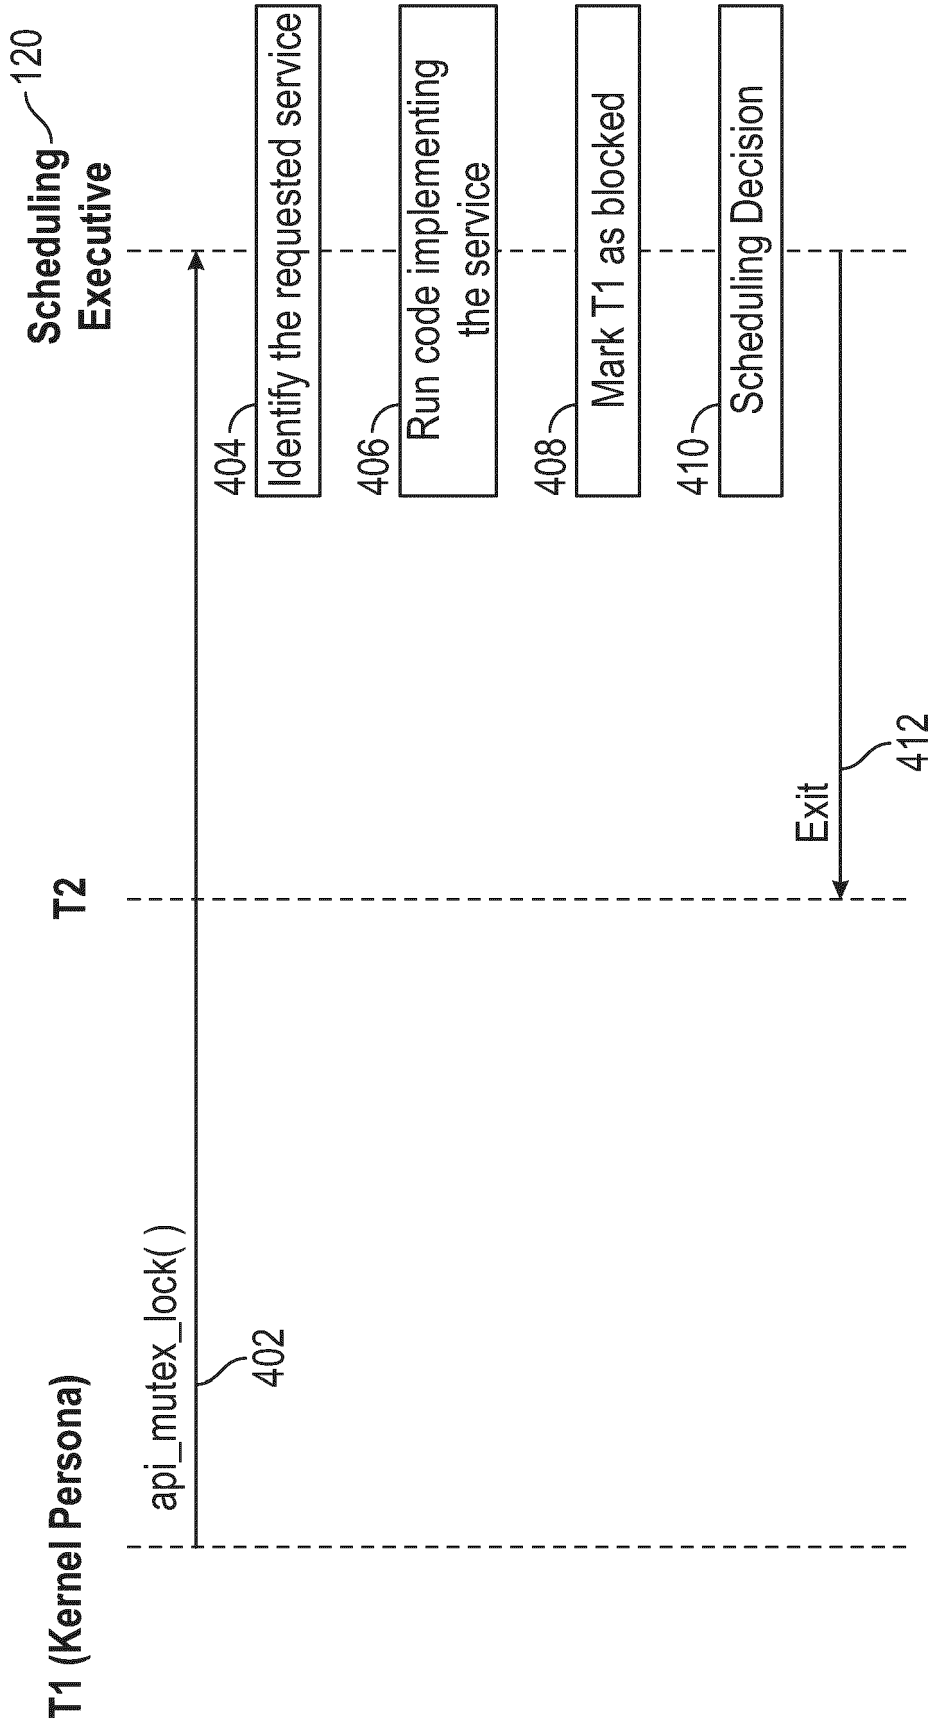 T1 (Kernel Persona)
T2
Scheduling
Executive
120
api_mutex_lock( )
402
404
Identify the requested service
406
Run code implementing
the service
408
Mark T1 as blocked
410
Scheduling Decision
Exit
412